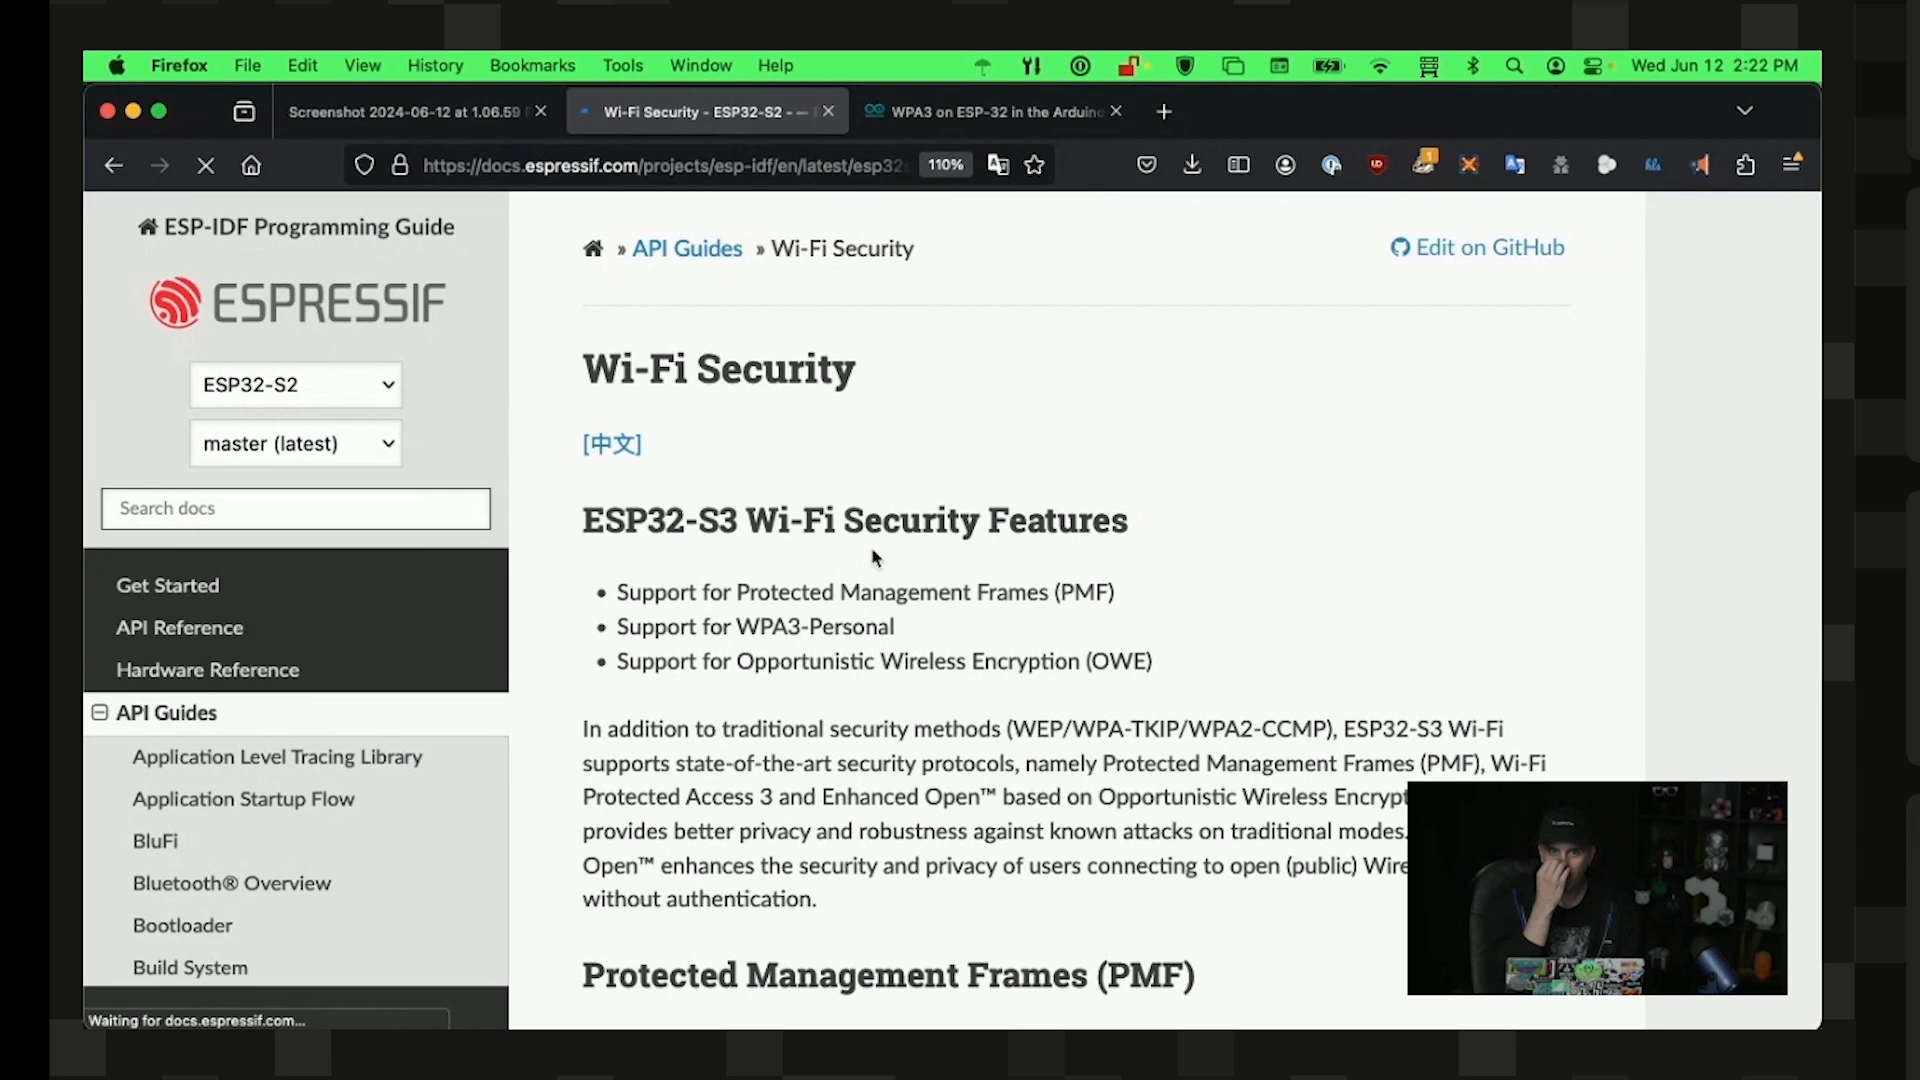 Firefox File Edit View History Bookmarks Tools Window Help Wed Jun 12 2:22 PM
Screenshot 2024-06-12 at 1.06.59 Wi-Fi Security - ESP32-S2 - — WPA3 on ESP-32 in the Arduino
https://docs.espressif.com/projects/esp-idf/en/latest/esp32 110%
ESP-IDF Programming Guide
ESPRESSIF
ESP32-S2
master (latest)
Search docs
Get Started
API Reference
Hardware Reference
API Guides
Application Level Tracing Library
Application Startup Flow
BluFi
Bluetooth® Overview
Bootloader
Build System
Waiting for docs.espressif.com...
» API Guides » Wi-Fi Security
Edit on GitHub
Wi-Fi Security
[中文]
ESP32-S3 Wi-Fi Security Features
• Support for Protected Management Frames (PMF)
• Support for WPA3-Personal
• Support for Opportunistic Wireless Encryption (OWE)
In addition to traditional security methods (WEP/WPA-TKIP/WPA2-CCMP), ESP32-S3 Wi-Fi
supports state-of-the-art security protocols, namely Protected Management Frames (PMF), Wi-Fi
Protected Access 3 and Enhanced Open™ based on Opportunistic Wireless Encrypt
provides better privacy and robustness against known attacks on traditional modes.
Open™ enhances the security and privacy of users connecting to open (public) Wire
without authentication.
Protected Management Frames (PMF)